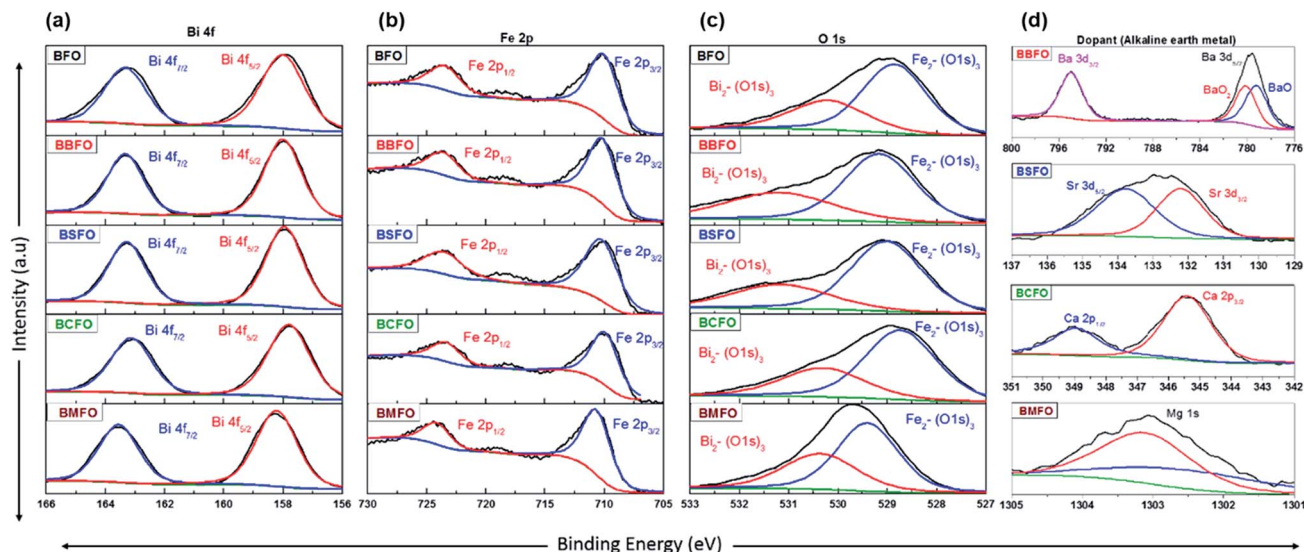 (a)
Bi 4f
BFO
Bi 4f7/2
Bi 4f5/2
BBFO
Bi 4f7/2
Bi 4f5/2
BSFO
Bi 4f7/2
Bi 4f5/2
BCFO
Bi 4f7/2
Bi 4f5/2
BMFO
Bi 4f7/2
Bi 4f5/2
166 164 162 160 158 156
(b)
Fe 2p
BFO
Fe 2p1/2
Fe 2p3/2
BBFO
Fe 2p1/2
Fe 2p3/2
BSFO
Fe 2p1/2
Fe 2p3/2
BCFO
Fe 2p1/2
Fe 2p3/2
BMFO
Fe 2p1/2
Fe 2p3/2
730 725 720 715 710 705
(c)
O 1s
BFO
Bi2- (O1s)3
Fe2- (O1s)3
BBFO
Bi2- (O1s)3
Fe2- (O1s)3
BSFO
Bi2- (O1s)3
Fe2- (O1s)3
BCFO
Bi2- (O1s)3
Fe2- (O1s)3
BMFO
Bi2- (O1s)3
Fe2- (O1s)3
533 532 531 530 529 528 527
(d)
Dopant (Alkaline earth metal)
BBFO
Ba 3d3/2
Ba 3d5/2
BaO2
BaO
800 796 792 788 784 780 776
BSFO
Sr 3d5/2
Sr 3d3/2
137 136 135 134 133 132 131 130 129
BCFO
Ca 2p1/2
Ca 2p3/2
351 350 349 348 347 346 345 344 343 342
BMFO
Mg 1s
1305 1304 1303 1302 1301
Intensity (a.u)
Binding Energy (eV)